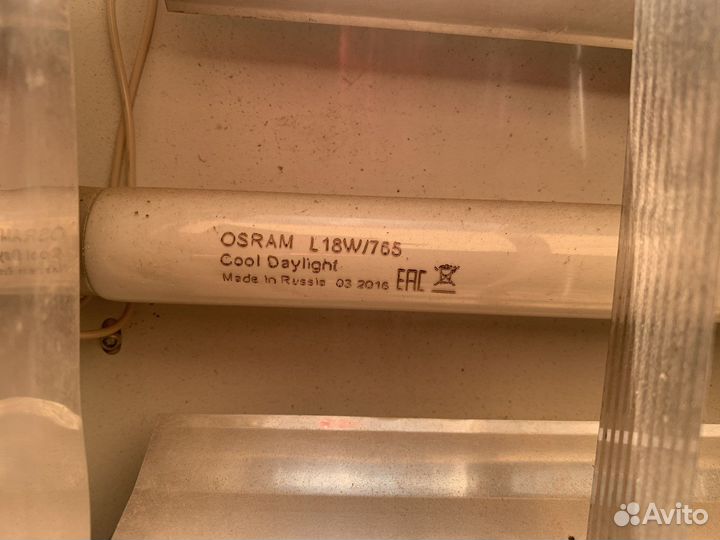 OSRAM L18W/765
Cool Daylight
Made in Russia 03 2016 EAC
Avito